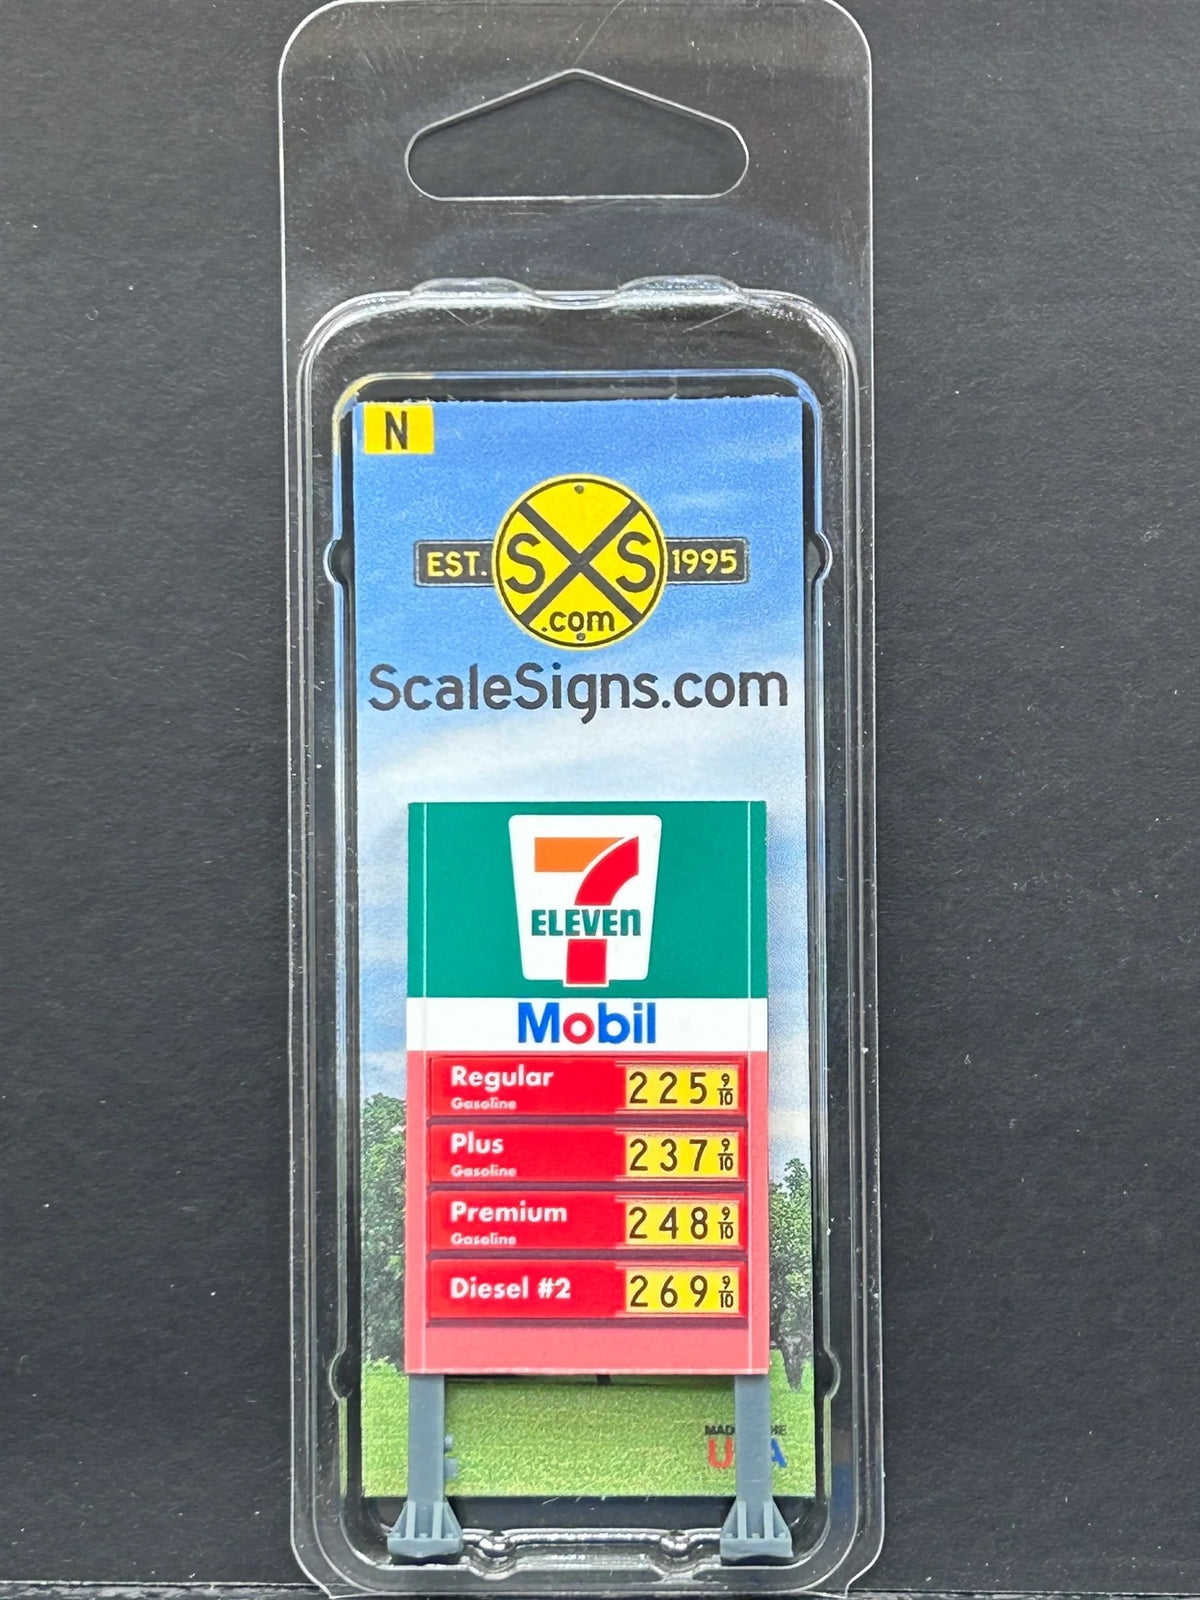 N
EST. SXS 1995
.com
ScaleSigns.com
7
ELEVEn
Mobil
Regular 225 9/10
Gasoline
Plus 237 9/10
Gasoline
Premium 248 9/10
Gasoline
Diesel #2 269 9/10